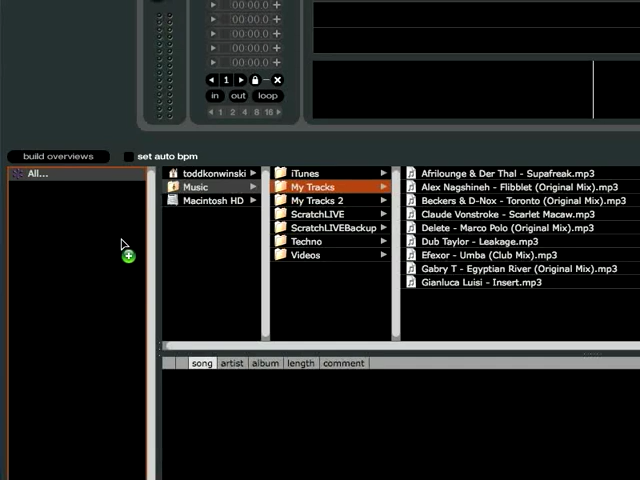 00:00.0
00:00.0
00:00.0
00:00.0
00:00.0
1
in out loop
1 2 4 8 16
build overviews set auto bpm
All... toddkonwinski iTunes Afrilounge & Der Thal - Supafreak.mp3
Music My Tracks Alex Nagshineh - Flibblet (Original Mix).mp3
Macintosh HD My Tracks 2 Beckers & D-Nox - Toronto (Original Mix).mp3
ScratchLIVE Claude Vonstroke - Scarlet Macaw.mp3
ScratchLIVEBackup Delete - Marco Polo (Original Mix).mp3
Techno Dub Taylor - Leakage.mp3
Videos Efexor - Umba (Club Mix).mp3
Gabry T - Egyptian River (Original Mix).mp3
Gianluca Luisi - Insert.mp3
song artist album length comment